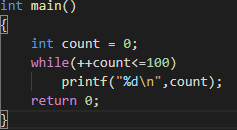 int main()
{
    int count = 0;
    while(++count<=100)
        printf("%d\n",count);
    return 0;
}